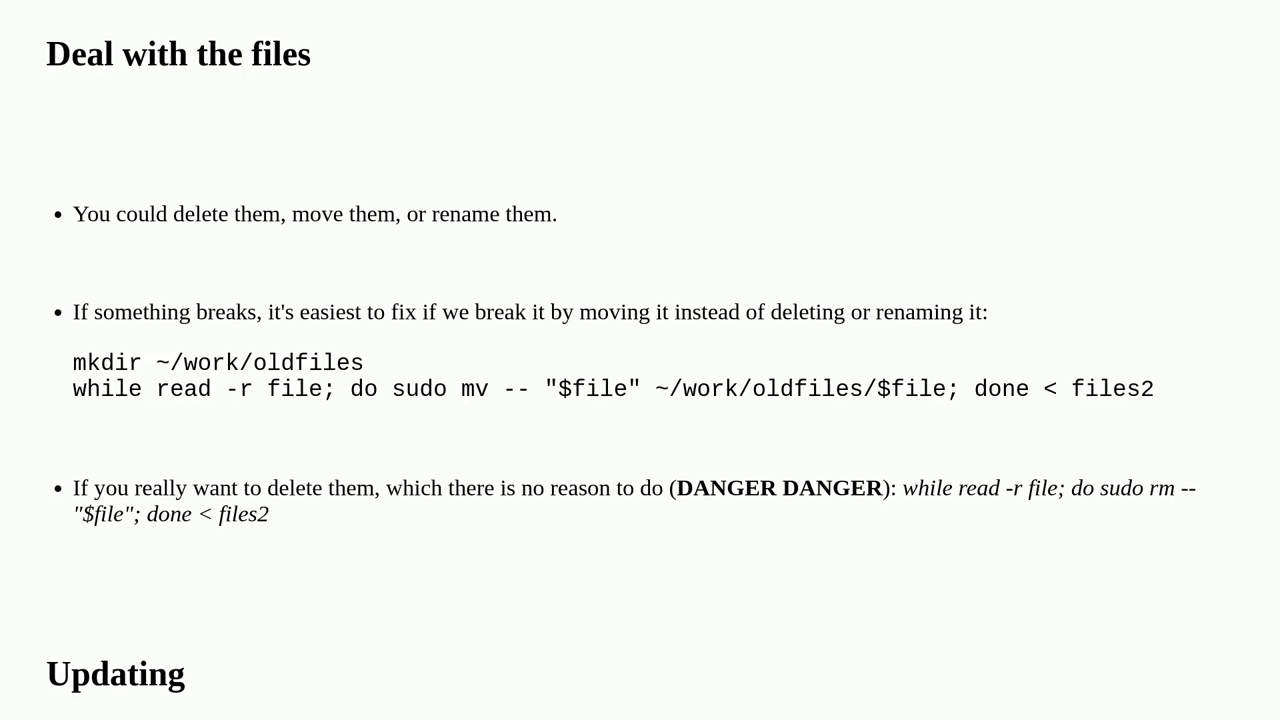 Deal with the files
• You could delete them, move them, or rename them.
• If something breaks, it's easiest to fix if we break it by moving it instead of deleting or renaming it:
mkdir ~/work/oldfiles
while read -r file; do sudo mv -- "$file" ~/work/oldfiles/$file; done < files2
• If you really want to delete them, which there is no reason to do (DANGER DANGER): while read -r file; do sudo rm --
"$file"; done < files2
Updating